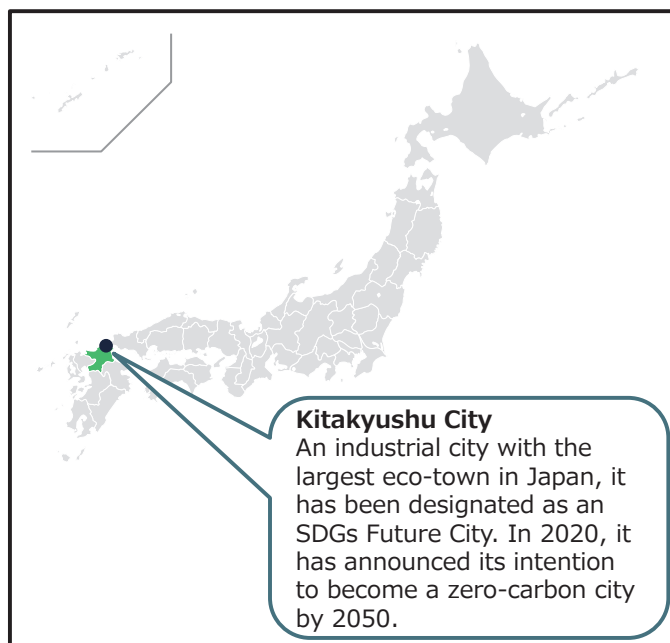 Kitakyushu City
An industrial city with the
largest eco-town in Japan, it
has been designated as an
SDGs Future City. In 2020, it
has announced its intention
to become a zero-carbon city
by 2050.